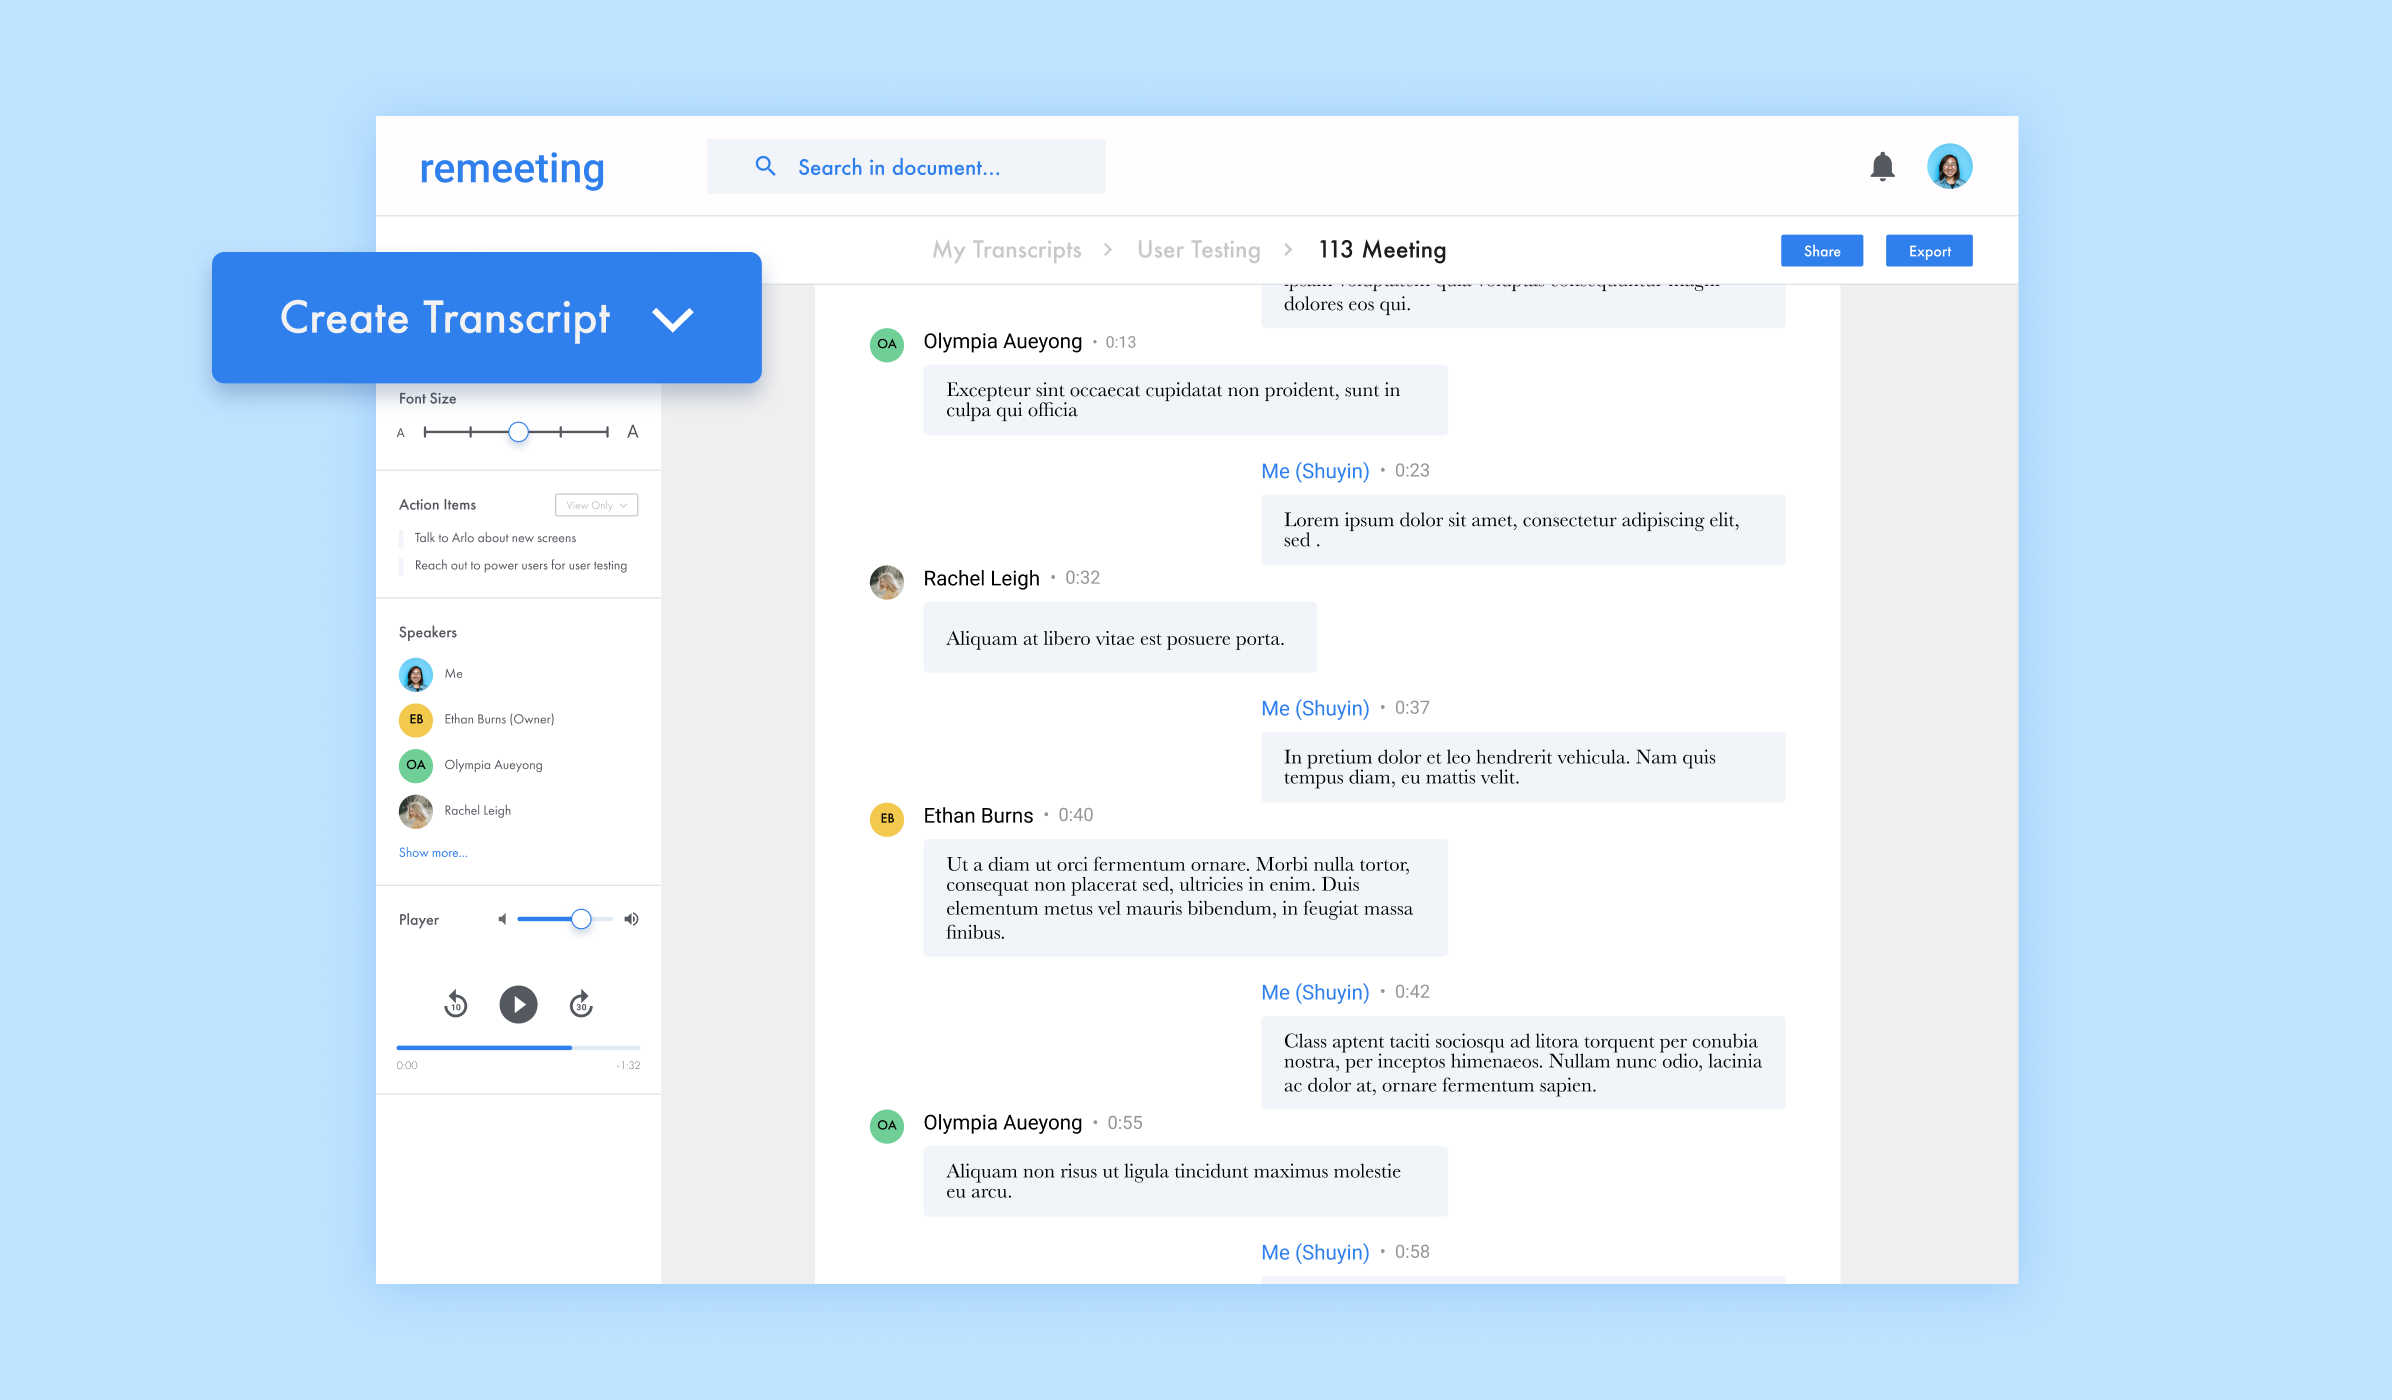 remeeting
Search in document...
My Transcripts > User Testing > 113 Meeting
Share
Export
Create Transcript
Font Size
A
A
Action Items
View Only
Talk to Arlo about new screens
Reach out to power users for user testing
Speakers
Me
EB
Ethan Burns (Owner)
OA
Olympia Aueyong
Rachel Leigh
Show more...
Player
10
30
0:00
-1:32
dolores eos qui.
OA
Olympia Aueyong • 0:13
Excepteur sint occaecat cupidatat non proident, sunt in
culpa qui officia
Me (Shuyin) • 0:23
Lorem ipsum dolor sit amet, consectetur adipiscing elit,
sed .
Rachel Leigh • 0:32
Aliquam at libero vitae est posuere porta.
Me (Shuyin) • 0:37
In pretium dolor et leo hendrerit vehicula. Nam quis
tempus diam, eu mattis velit.
EB
Ethan Burns • 0:40
Ut a diam ut orci fermentum ornare. Morbi nulla tortor,
consequat non placerat sed, ultricies in enim. Duis
elementum metus vel mauris bibendum, in feugiat massa
finibus.
Me (Shuyin) • 0:42
Class aptent taciti sociosqu ad litora torquent per conubia
nostra, per inceptos himenaeos. Nullam nunc odio, lacinia
ac dolor at, ornare fermentum sapien.
OA
Olympia Aueyong • 0:55
Aliquam non risus ut ligula tincidunt maximus molestie
eu arcu.
Me (Shuyin) • 0:58